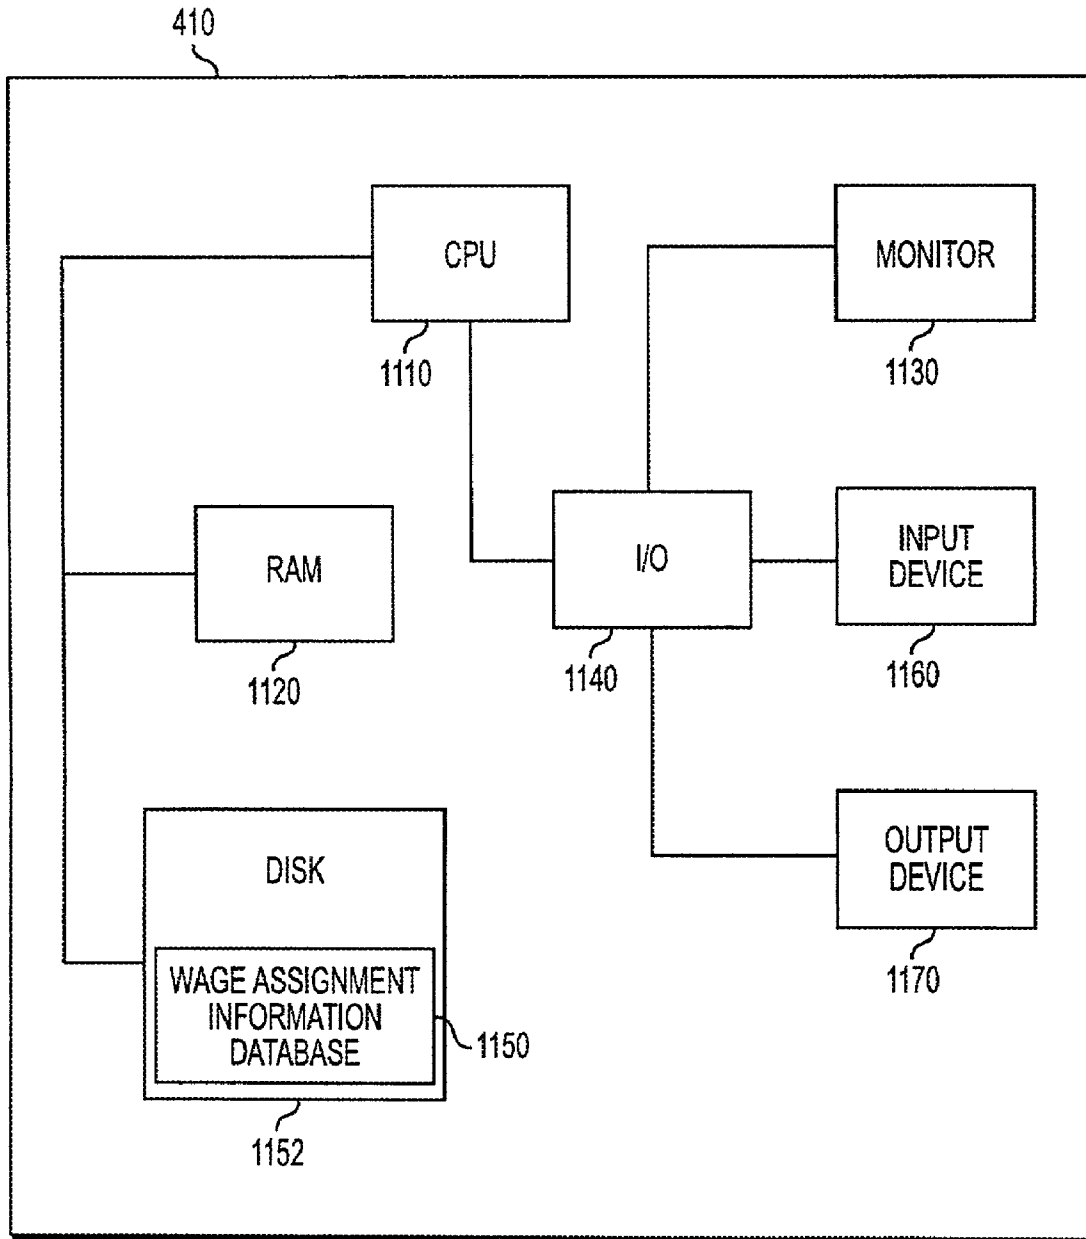 410
CPU
1110
MONITOR
1130
RAM
1120
I/O
1140
INPUT
DEVICE
1160
DISK
WAGE ASSIGNMENT
INFORMATION
DATABASE
1150
1152
OUTPUT
DEVICE
1170